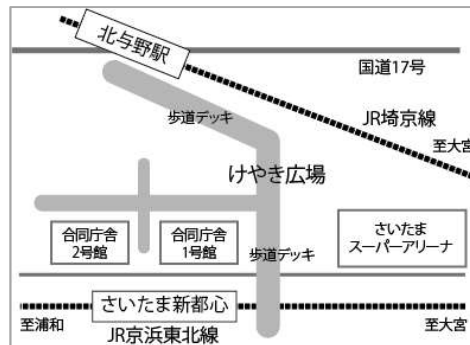 北与野駅
国道17号
歩道デッキ
JR埼京線
至大宮
けやき広場
合同庁舎
2号館
合同庁舎
1号館
歩道デッキ
さいたま
スーパーアリーナ
さいたま新都心
至浦和
JR京浜東北線
至大宮